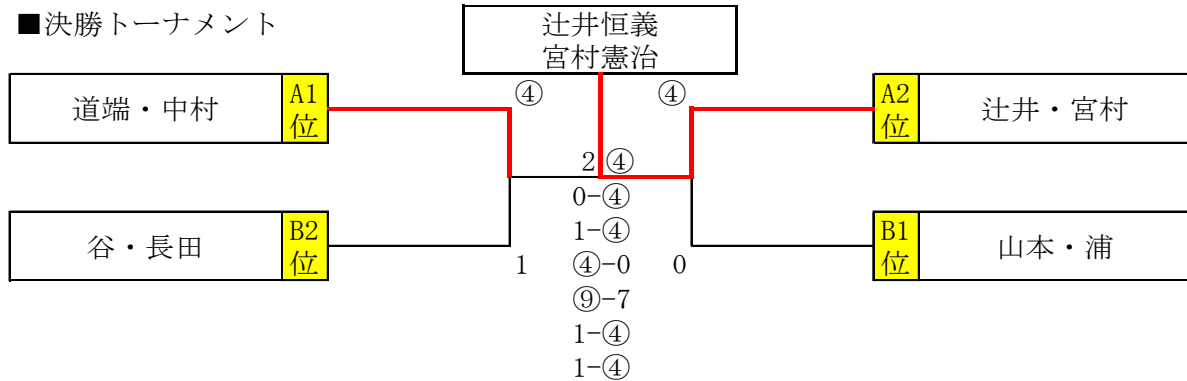 ■決勝トーナメント
辻井恒義
宮村憲治
道端・中村
A1
位
④
④
A2
位
辻井・宮村
2
④
0-④
1-④
谷・長田
B2
位
1
④-0
0
B1
位
山本・浦
⑨-7
1-④
1-④